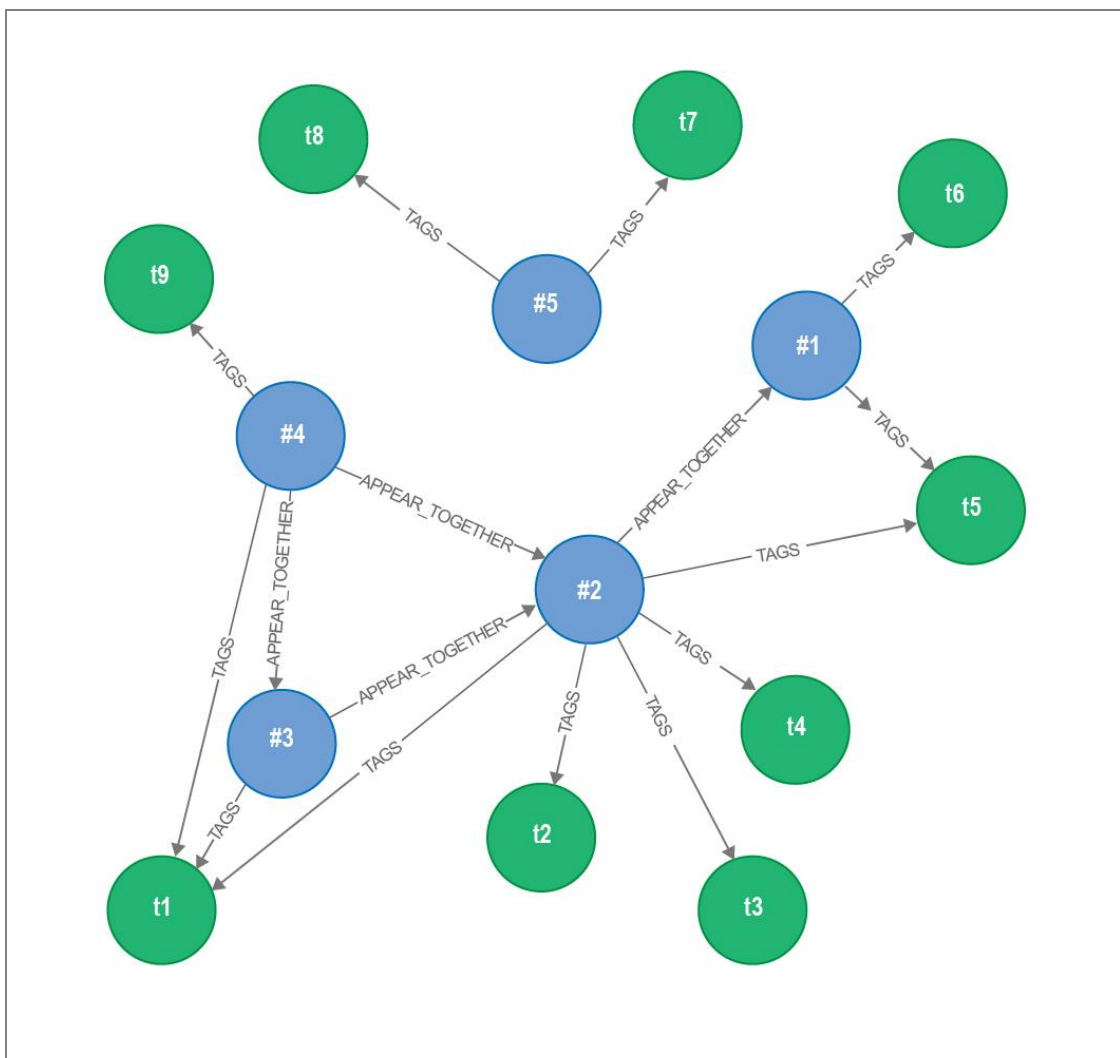 t8
t7
t6
TAGS
TAGS
t9
TAGS
#5
#1
TAGS
#4
TAGS
APPEAR_TOGETHER
APPEAR_TOGETHER
t5
TAGS
APPEAR_TOGETHER
#2
TAGS
APPEAR_TOGETHER
TAGS
#3
TAGS
TAGS
TAGS
t4
TAGS
t2
t1
t3